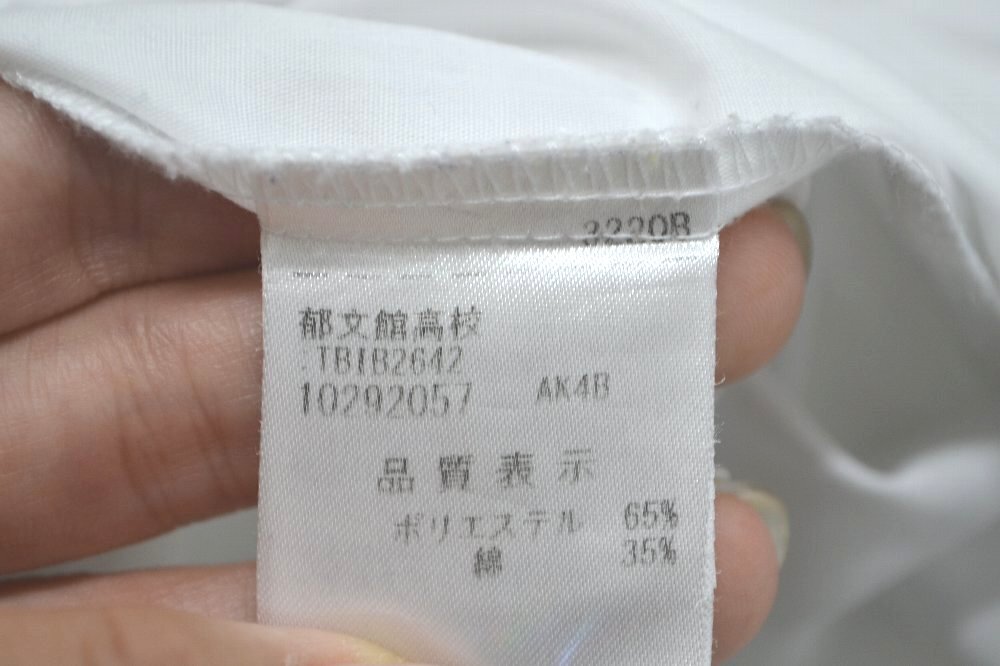 3220B
郁文館高校
:TBIB2642
10292057 AK4B
品質表示
ポリエステル 65%
綿 35%